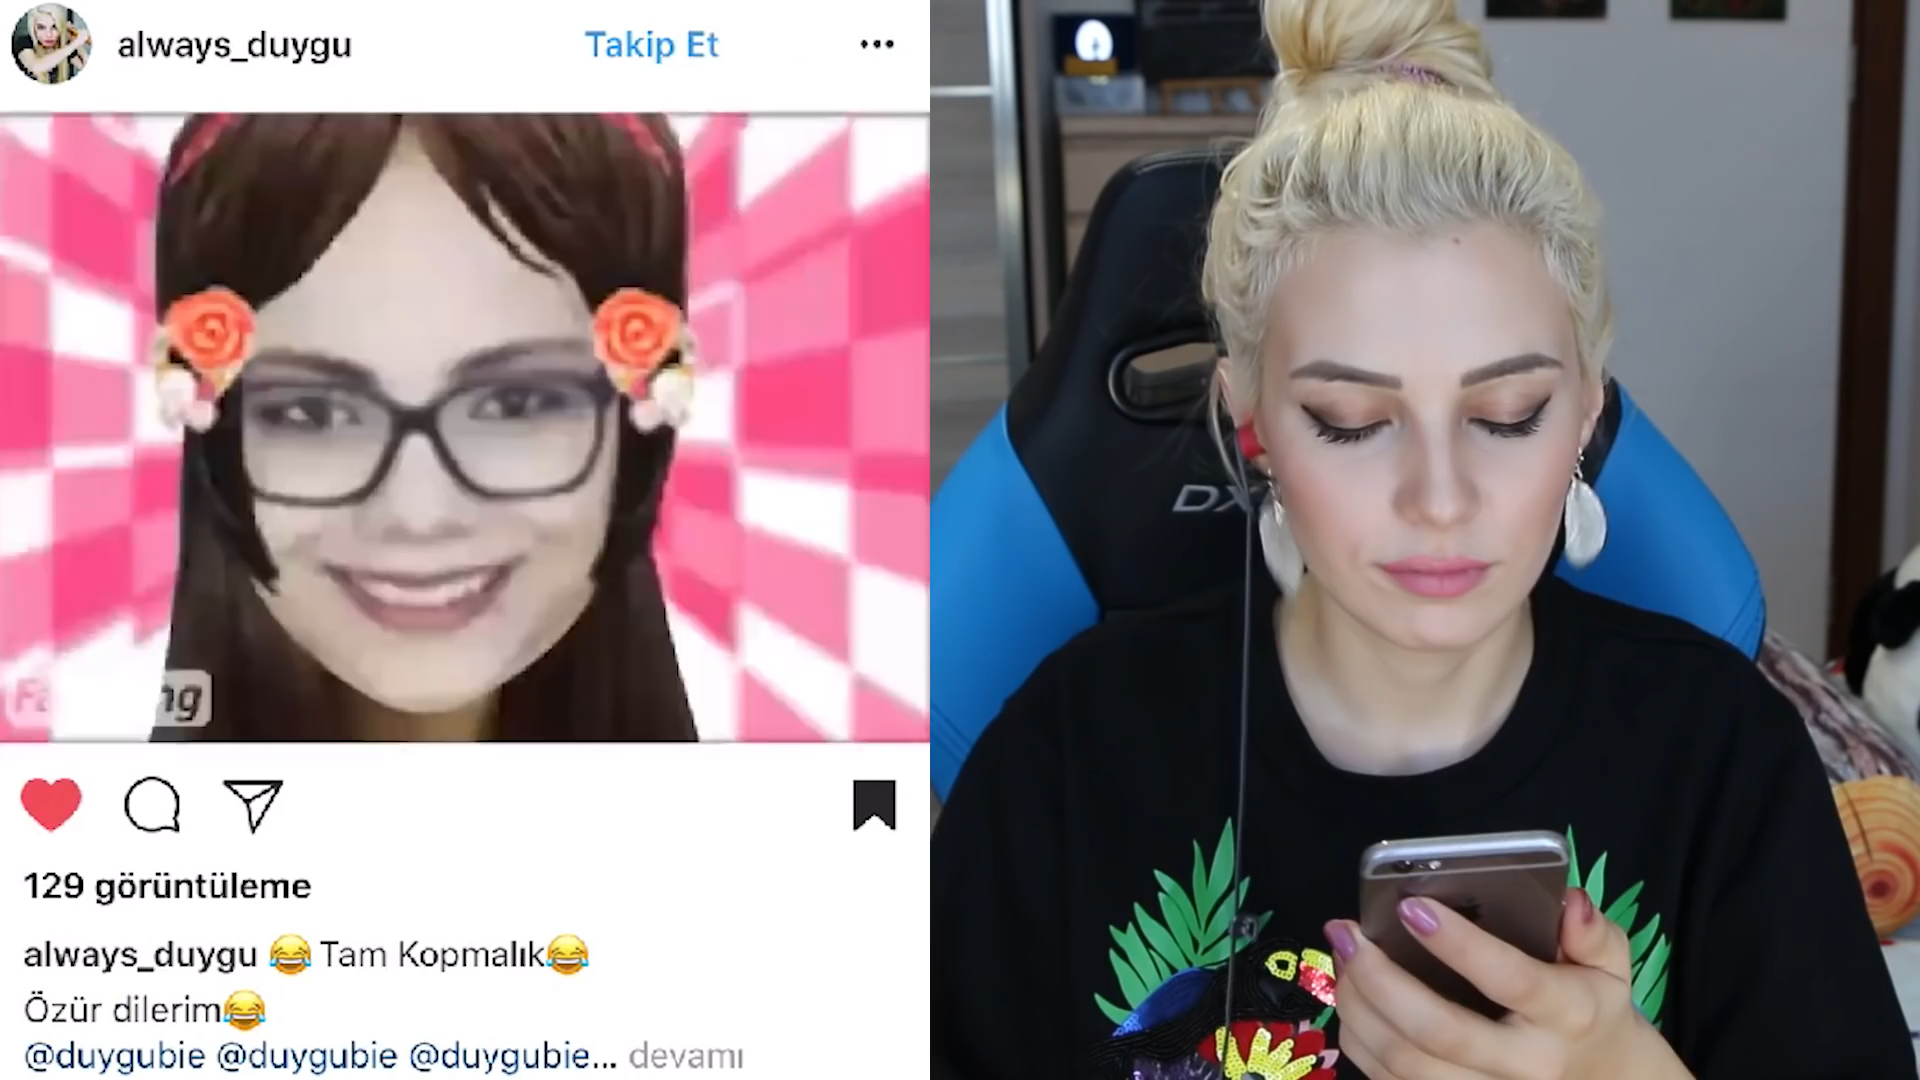 always_duygu Takip Et
129 görüntüleme
always_duygu 😂 Tam Kopmalık😂
Özür dilerim😂
@duygubie @duygubie @duygubie... devamı